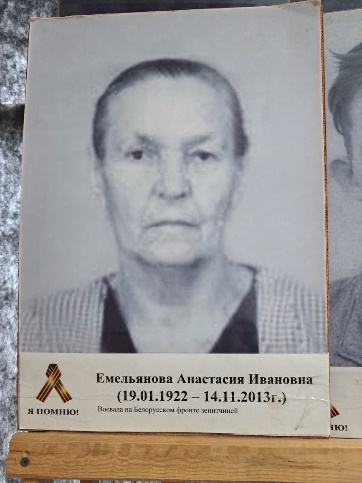 Емельянова Анастасия Ивановна
(19.01.1922 – 14.11.2013г.)
Я ПОМНЮ!
Воевала на Белорусском фронте зенитчицей